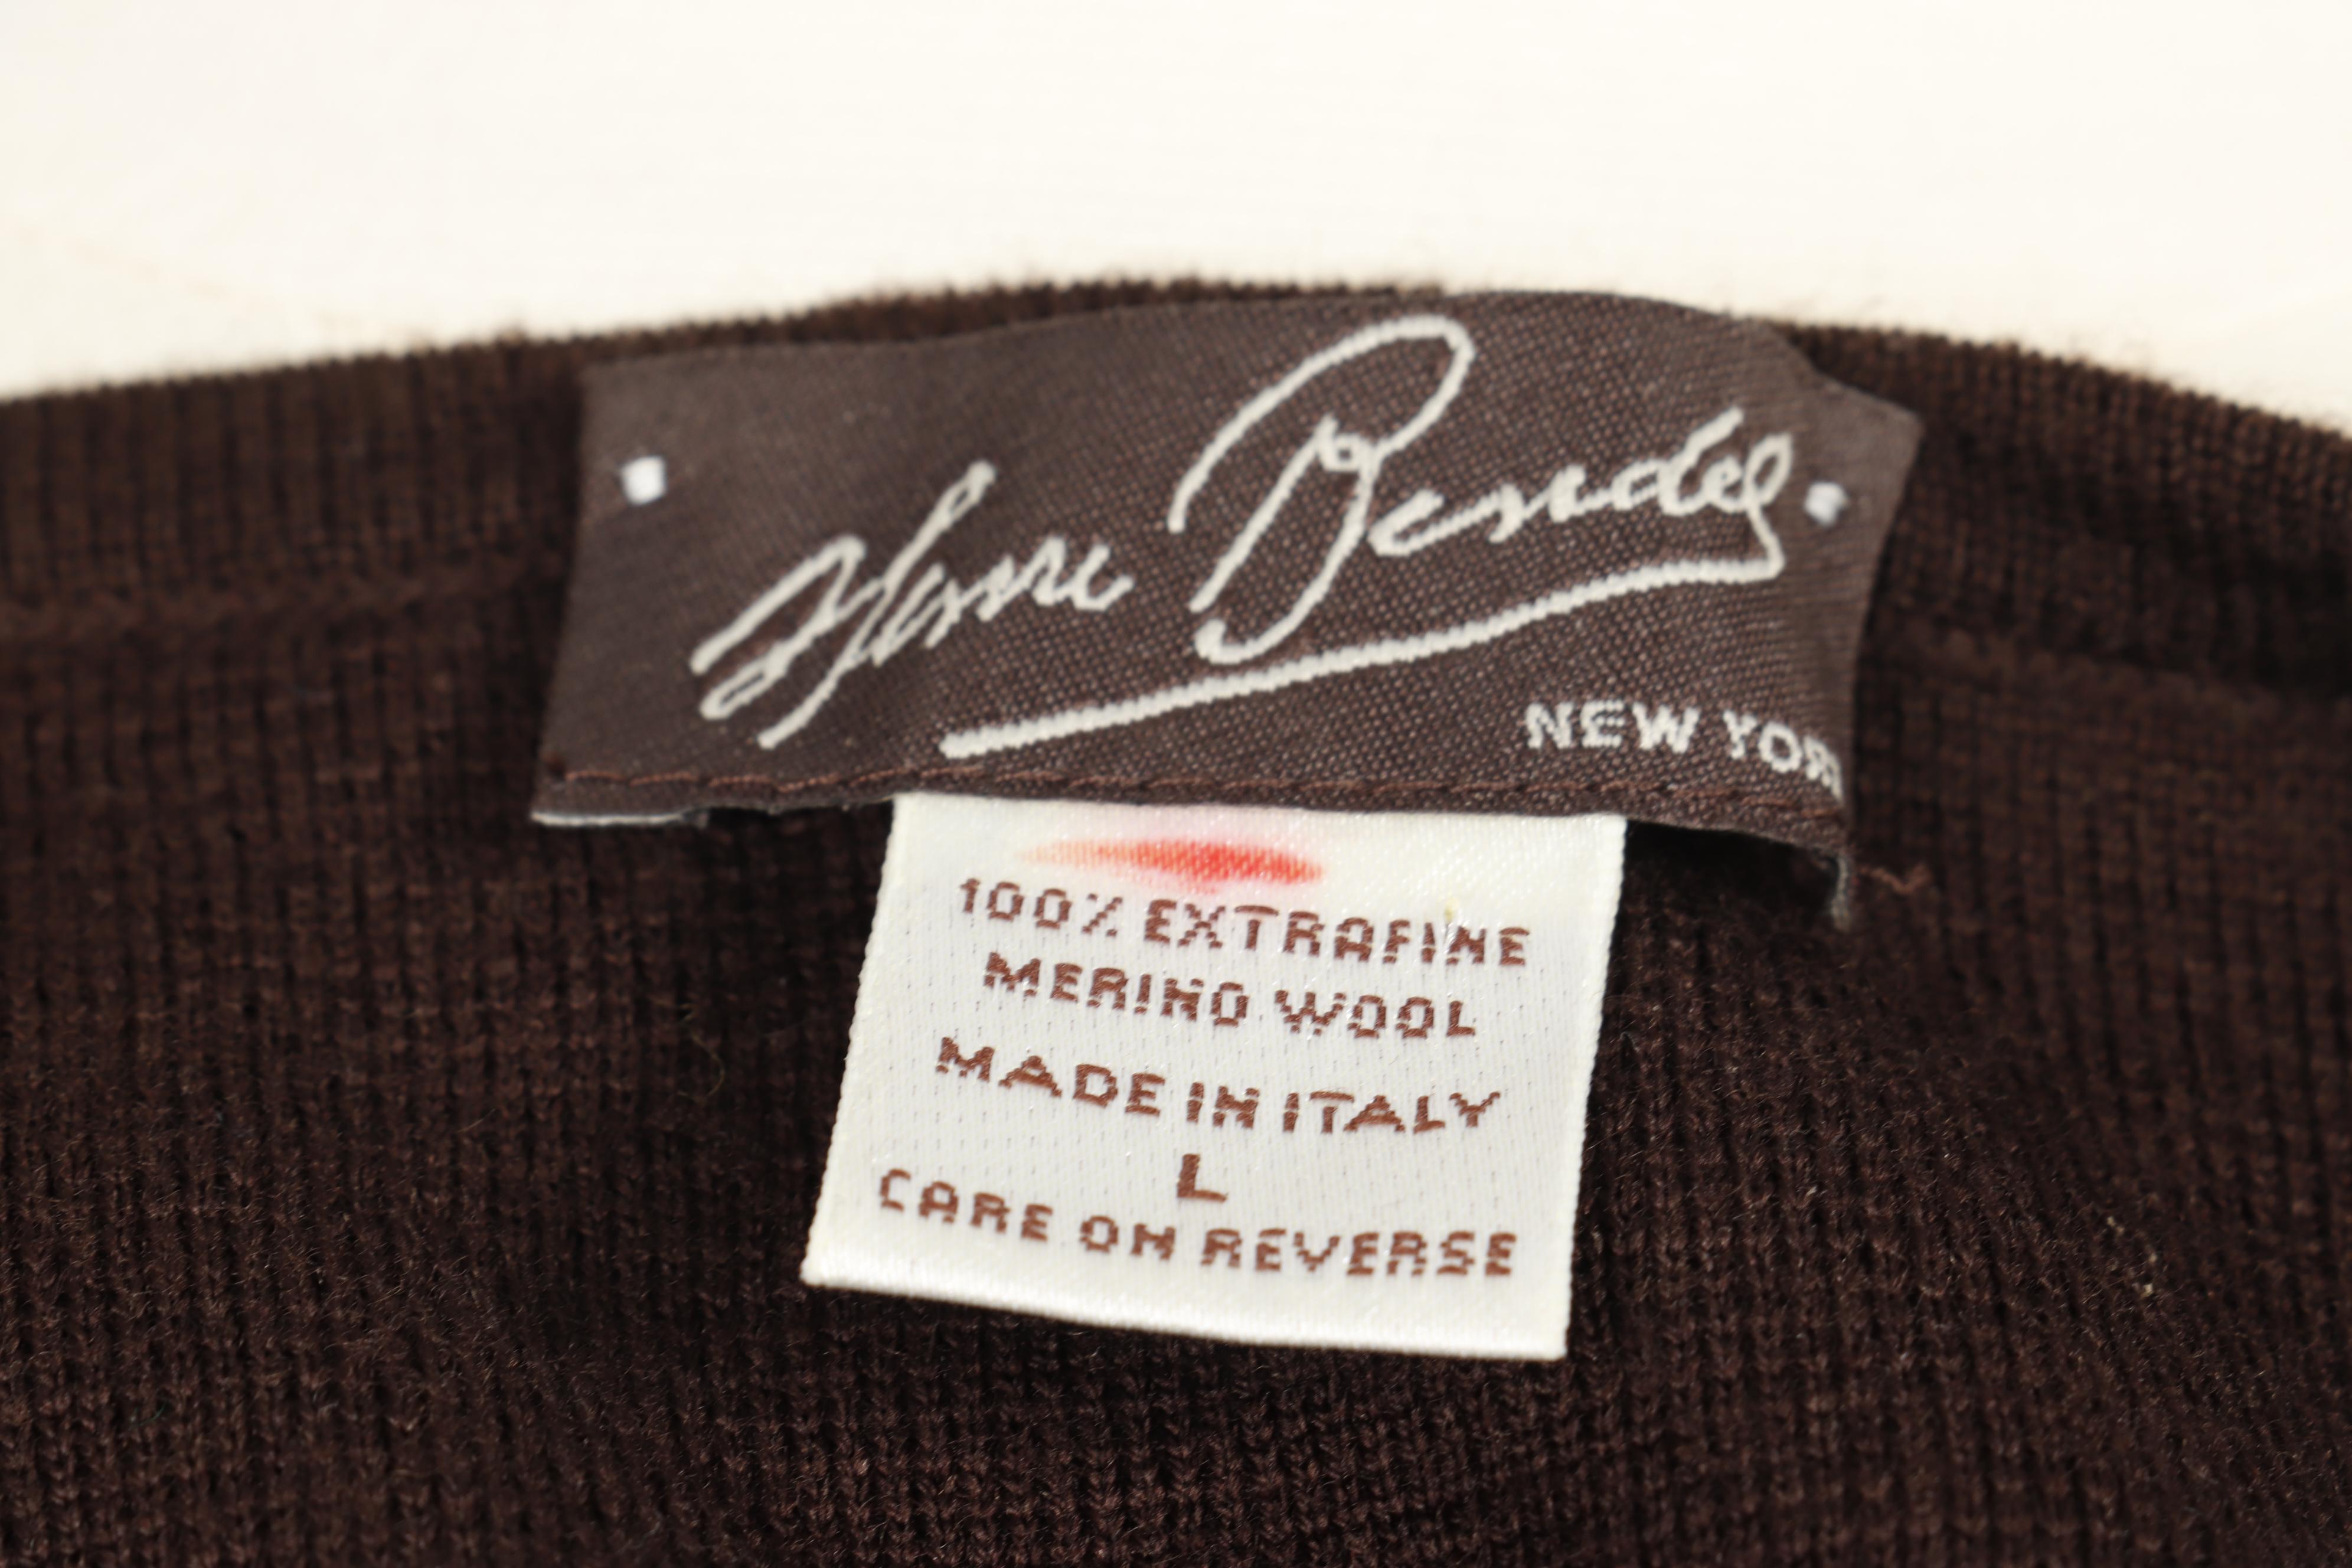 Henri Bendel
NEW YORK
100% EXTRAFINE
MERINO WOOL
MADE IN ITALY
L
CARE ON REVERSE